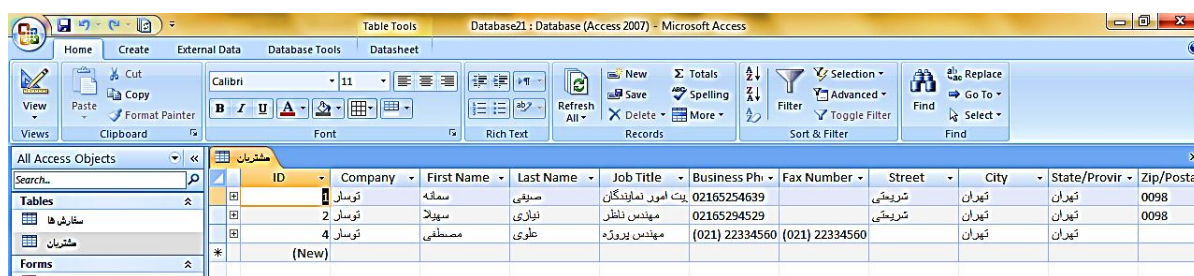 Table Tools Database21 : Database (Access 2007) - Microsoft Access
Home Create External Data Database Tools Datasheet
View Paste Cut Copy Format Painter
Calibri 11
B I U A
Refresh All New Save Delete Totals Spelling More
Filter Selection Advanced Toggle Filter
Find Replace Go To Select
Views Clipboard Font Rich Text Records Sort & Filter Find
All Access Objects مشتریان
Search... ID Company First Name Last Name Job Title Business Ph Fax Number Street City State/Provir Zip/Posta
Tables 1 توسار سمانه صیفی یت امور نمایندگان 02165254639 شریعتی تهران تهران 0098
سفارش ها 2 توسار سهیلا نیازی مهندس ناظر 02165294529 شریعتی تهران تهران 0098
مشتریان 4 توسار مصطفی علوی مهندس پروژه (021) 22334560 (021) 22334560 تهران تهران
Forms (New)